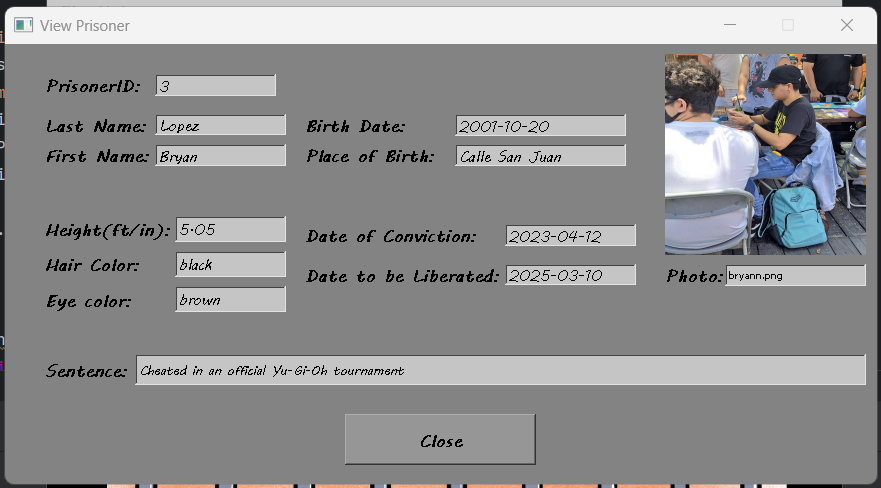 View Prisoner
PrisonerID: 3
Last Name: Lopez Birth Date: 2001-10-20
First Name: Bryan Place of Birth: Calle San Juan
Height(ft/in): 5.05
Date of Conviction: 2023-04-12
Hair Color: black
Date to be Liberated: 2025-03-10 Photo: bryann.png
Eye color: brown
Sentence: Cheated in an official Yu-Gi-Oh tournament
Close